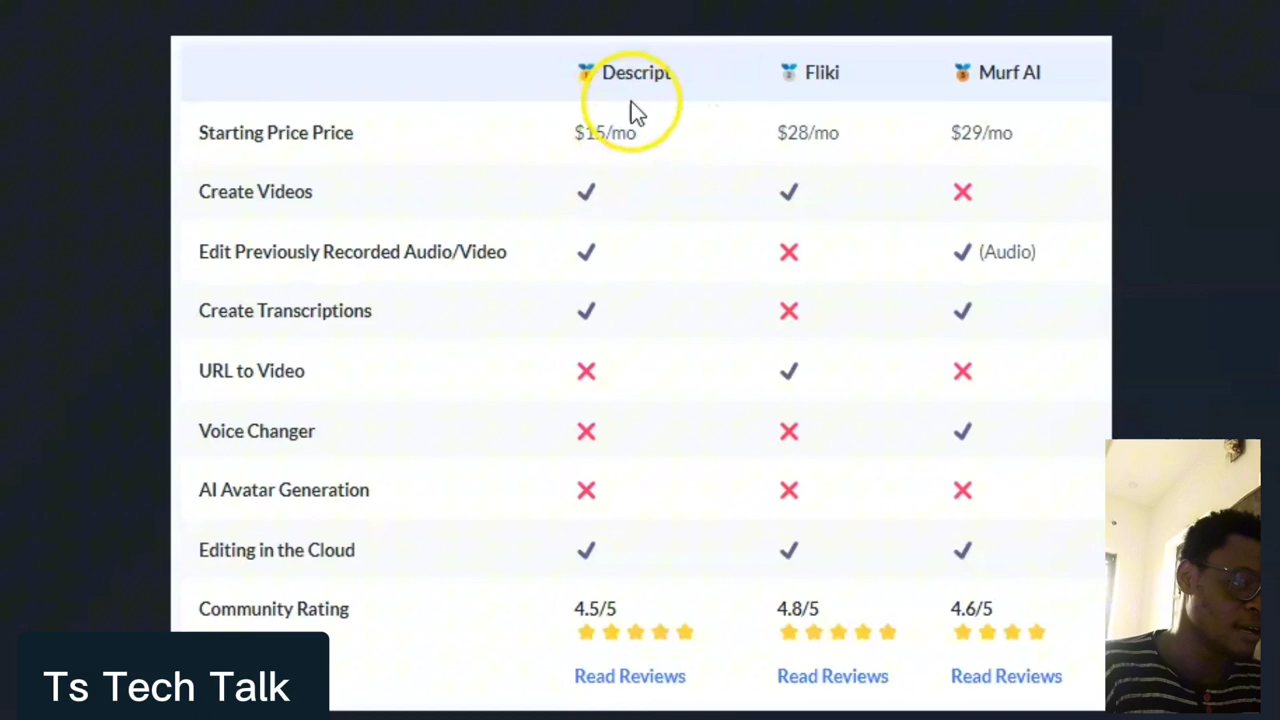 Descript Fliki Murf AI
Starting Price Price $15/mo $28/mo $29/mo
Create Videos
Edit Previously Recorded Audio/Video (Audio)
Create Transcriptions
URL to Video
Voice Changer
AI Avatar Generation
Editing in the Cloud
Community Rating 4.5/5 4.8/5 4.6/5
Read Reviews Read Reviews Read Reviews
Ts Tech Talk